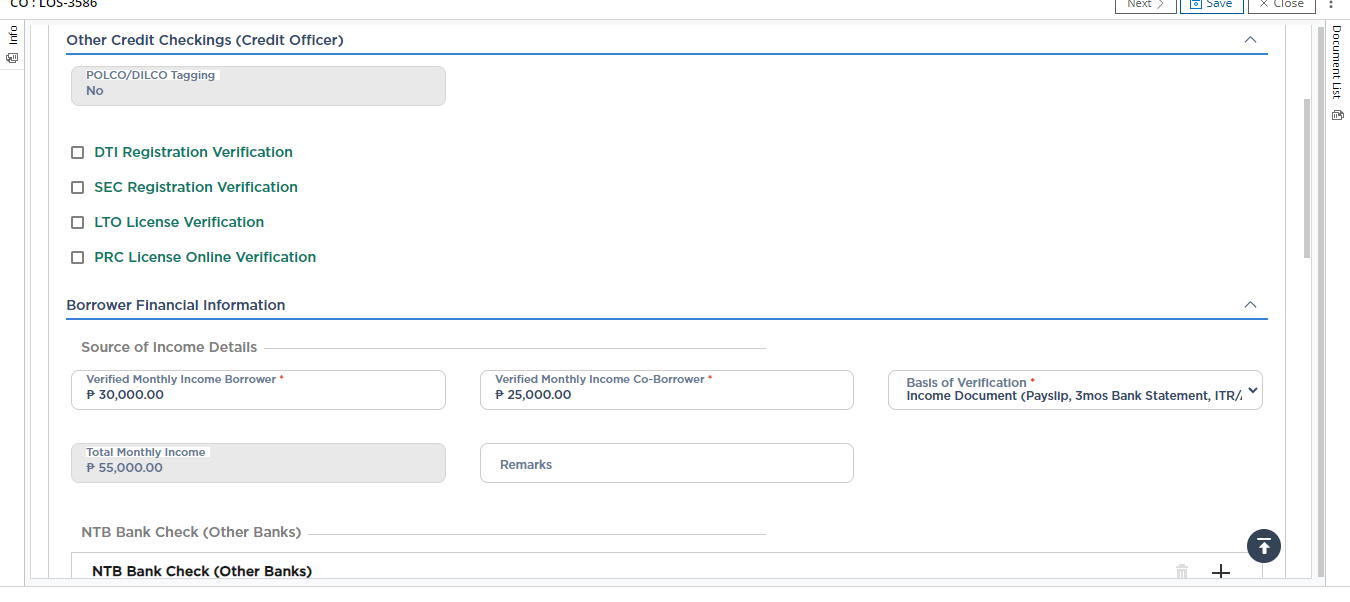 CO : LOS-3586
Next
Save
Close
Info
Document List
Other Credit Checkings (Credit Officer)
POLCO/DILCO Tagging
No
DTI Registration Verification
SEC Registration Verification
LTO License Verification
PRC License Online Verification
Borrower Financial Information
Source of Income Details
Verified Monthly Income Borrower *
₱ 30,000.00
Verified Monthly Income Co-Borrower *
₱ 25,000.00
Basis of Verification *
Income Document (Payslip, 3mos Bank Statement, ITR/
Total Monthly Income
₱ 55,000.00
Remarks
NTB Bank Check (Other Banks)
NTB Bank Check (Other Banks)